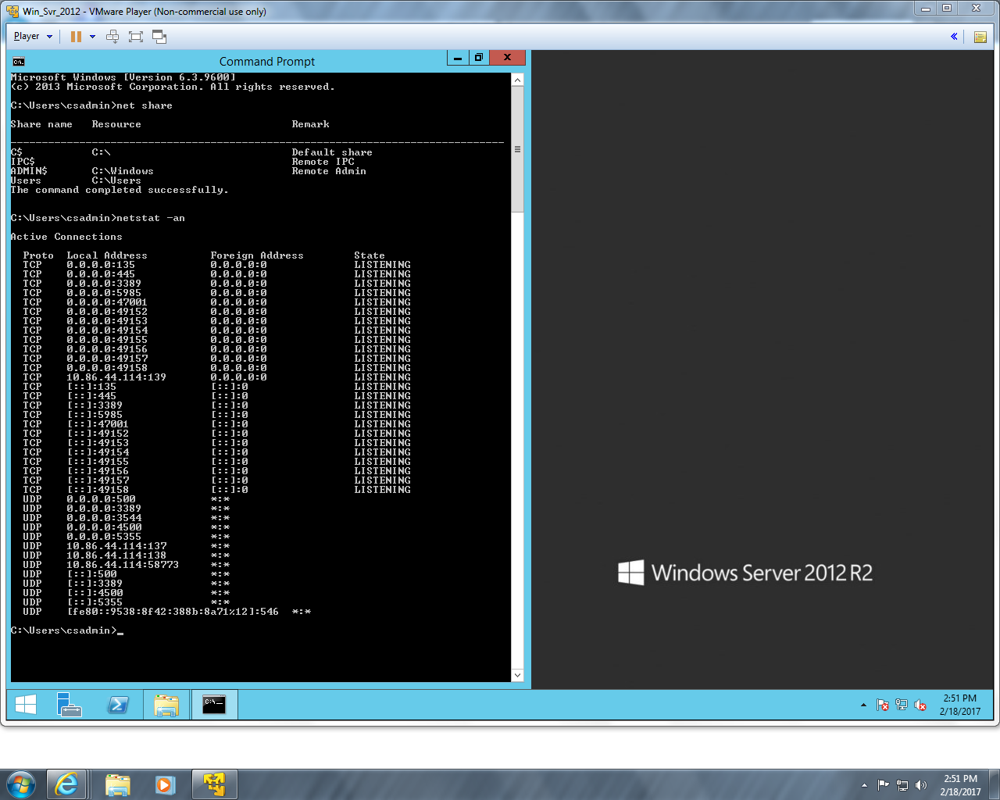 Win_Svr_2012 - VMware Player (Non-commercial use only)
Player
Command Prompt
Microsoft Windows [Version 6.3.9600]
(c) 2013 Microsoft Corporation. All rights reserved.
C:\Users\csadmin>net share
Share name   Resource                        Remark
-------------------------------------------------------------------------------
C$           C:\                             Default share
IPC$                                         Remote IPC
ADMIN$       C:\Windows                      Remote Admin
Users        C:\Users
The command completed successfully.
C:\Users\csadmin>netstat -an
Active Connections
  Proto  Local Address          Foreign Address        State
  TCP    0.0.0.0:135            0.0.0.0:0              LISTENING
  TCP    0.0.0.0:445            0.0.0.0:0              LISTENING
  TCP    0.0.0.0:3389           0.0.0.0:0              LISTENING
  TCP    0.0.0.0:5985           0.0.0.0:0              LISTENING
  TCP    0.0.0.0:47001          0.0.0.0:0              LISTENING
  TCP    0.0.0.0:49152          0.0.0.0:0              LISTENING
  TCP    0.0.0.0:49153          0.0.0.0:0              LISTENING
  TCP    0.0.0.0:49154          0.0.0.0:0              LISTENING
  TCP    0.0.0.0:49155          0.0.0.0:0              LISTENING
  TCP    0.0.0.0:49156          0.0.0.0:0              LISTENING
  TCP    0.0.0.0:49157          0.0.0.0:0              LISTENING
  TCP    0.0.0.0:49158          0.0.0.0:0              LISTENING
  TCP    10.86.44.114:139       0.0.0.0:0              LISTENING
  TCP    [::]:135               [::]:0                 LISTENING
  TCP    [::]:445               [::]:0                 LISTENING
  TCP    [::]:3389              [::]:0                 LISTENING
  TCP    [::]:5985              [::]:0                 LISTENING
  TCP    [::]:47001             [::]:0                 LISTENING
  TCP    [::]:49152             [::]:0                 LISTENING
  TCP    [::]:49153             [::]:0                 LISTENING
  TCP    [::]:49154             [::]:0                 LISTENING
  TCP    [::]:49155             [::]:0                 LISTENING
  TCP    [::]:49156             [::]:0                 LISTENING
  TCP    [::]:49157             [::]:0                 LISTENING
  TCP    [::]:49158             [::]:0                 LISTENING
  UDP    0.0.0.0:500            *:*
  UDP    0.0.0.0:3389           *:*
  UDP    0.0.0.0:3544           *:*
  UDP    0.0.0.0:4500           *:*
  UDP    0.0.0.0:5355           *:*
  UDP    10.86.44.114:137       *:*
  UDP    10.86.44.114:138       *:*
  UDP    10.86.44.114:58773     *:*
  UDP    [::]:500               *:*
  UDP    [::]:3389              *:*
  UDP    [::]:4500              *:*
  UDP    [::]:5355              *:*
  UDP    [fe80::9538:8f42:388b:8a71%12]:546  *:*
C:\Users\csadmin>_
Windows Server 2012 R2
2:51 PM
2/18/2017
2:51 PM
2/18/2017